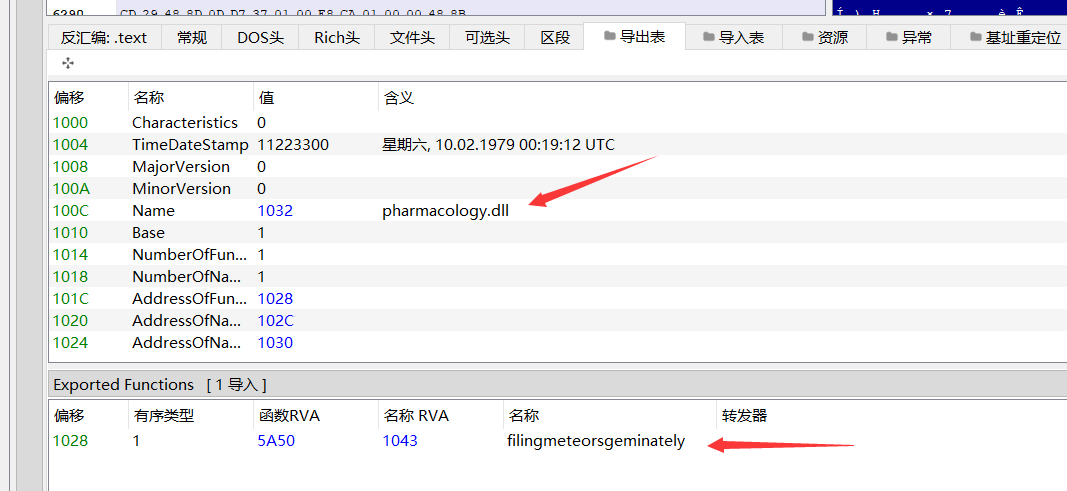 6290 CD 29 48 8D 0D D7 37 01 00 E8 CA 01 00 00 48 8B
反汇编: .text 常规 DOS头 Rich头 文件头 可选头 区段 导出表 导入表 资源 异常 基址重定位
偏移 名称 值 含义
1000 Characteristics 0
1004 TimeDateStamp 11223300 星期六, 10.02.1979 00:19:12 UTC
1008 MajorVersion 0
100A MinorVersion 0
100C Name 1032 pharmacology.dll
1010 Base 1
1014 NumberOfFun... 1
1018 NumberOfNa... 1
101C AddressOfFun... 1028
1020 AddressOfNa... 102C
1024 AddressOfNa... 1030
Exported Functions [ 1 导入 ]
偏移 有序类型 函数RVA 名称 RVA 名称 转发器
1028 1 5A50 1043 filingmeteorsgeminately